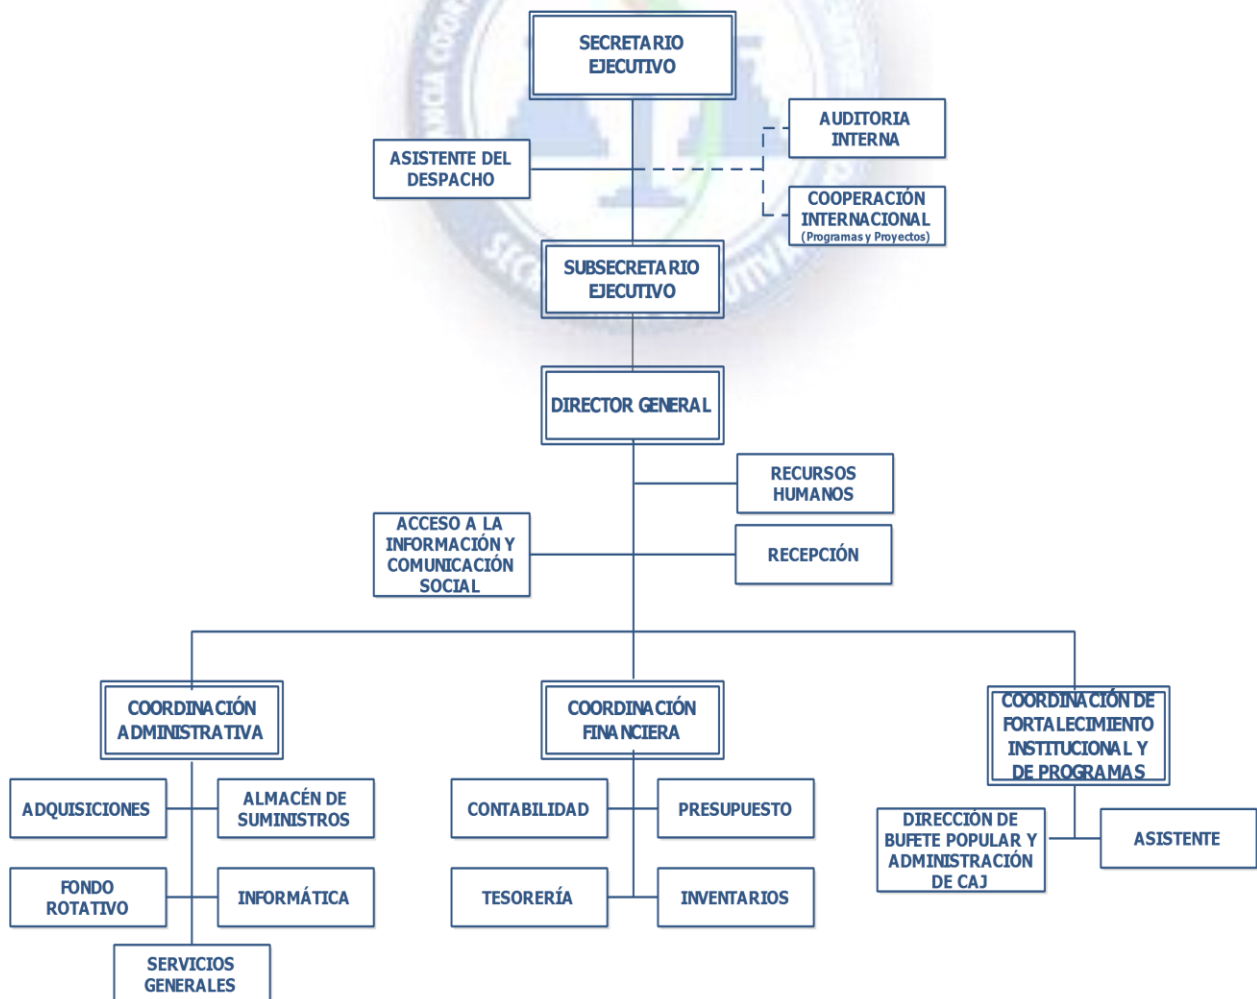 SECRETARIO
EJECUTIVO
AUDITORIA
INTERNA
ASISTENTE DEL
DESPACHO
COOPERACIÓN
INTERNACIONAL
(Programas y Proyectos)
SUBSECRETARIO
EJECUTIVO
DIRECTOR GENERAL
RECURSOS
HUMANOS
ACCESO A LA
INFORMACIÓN Y
COMUNICACIÓN
SOCIAL
RECEPCIÓN
COORDINACIÓN
ADMINISTRATIVA
COORDINACIÓN
FINANCIERA
COORDINACIÓN DE
FORTALECIMIENTO
INSTITUCIONAL Y
DE PROGRAMAS
ADQUISICIONES
ALMACÉN DE
SUMINISTROS
CONTABILIDAD
PRESUPUESTO
DIRECCIÓN DE
BUFETE POPULAR Y
ADMINISTRACIÓN
DE CAJ
ASISTENTE
FONDO
ROTATIVO
INFORMÁTICA
TESORERÍA
INVENTARIOS
SERVICIOS
GENERALES